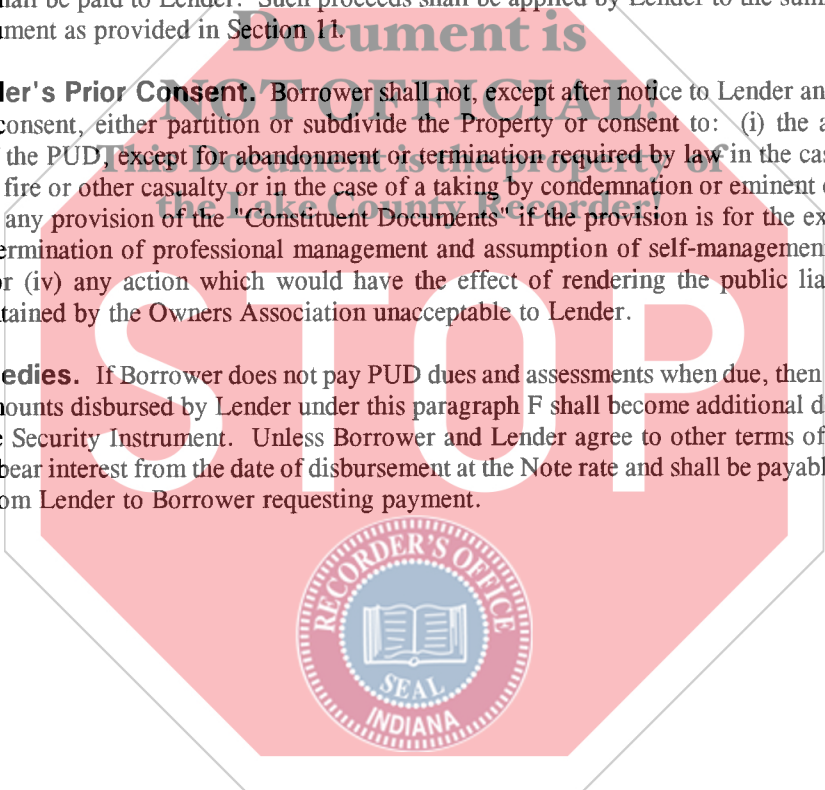 shall be paid to Lender. Such proceeds shall be applied by Lender to the sums
ument as provided in Section 11.
Document is
NOT OFFICIAL!
This Document is the property of
the Lake County Recorder!
STOP
der's Prior Consent. Borrower shall not, except after notice to Lender an
consent, either partition or subdivide the Property or consent to: (i) the a
the PUD, except for abandonment or termination required by law in the cas
fire or other casualty or in the case of a taking by condemnation or eminent
any provision of the "Constituent Documents" if the provision is for the ex
ermination of professional management and assumption of self-managemen
or (iv) any action which would have the effect of rendering the public lia
tained by the Owners Association unacceptable to Lender.
edies. If Borrower does not pay PUD dues and assessments when due, then
ounts disbursed by Lender under this paragraph F shall become additional d
Security Instrument. Unless Borrower and Lender agree to other terms of
bear interest from the date of disbursement at the Note rate and shall be payabl
om Lender to Borrower requesting payment.
RECORDER'S OFFICE
SEAL
INDIANA